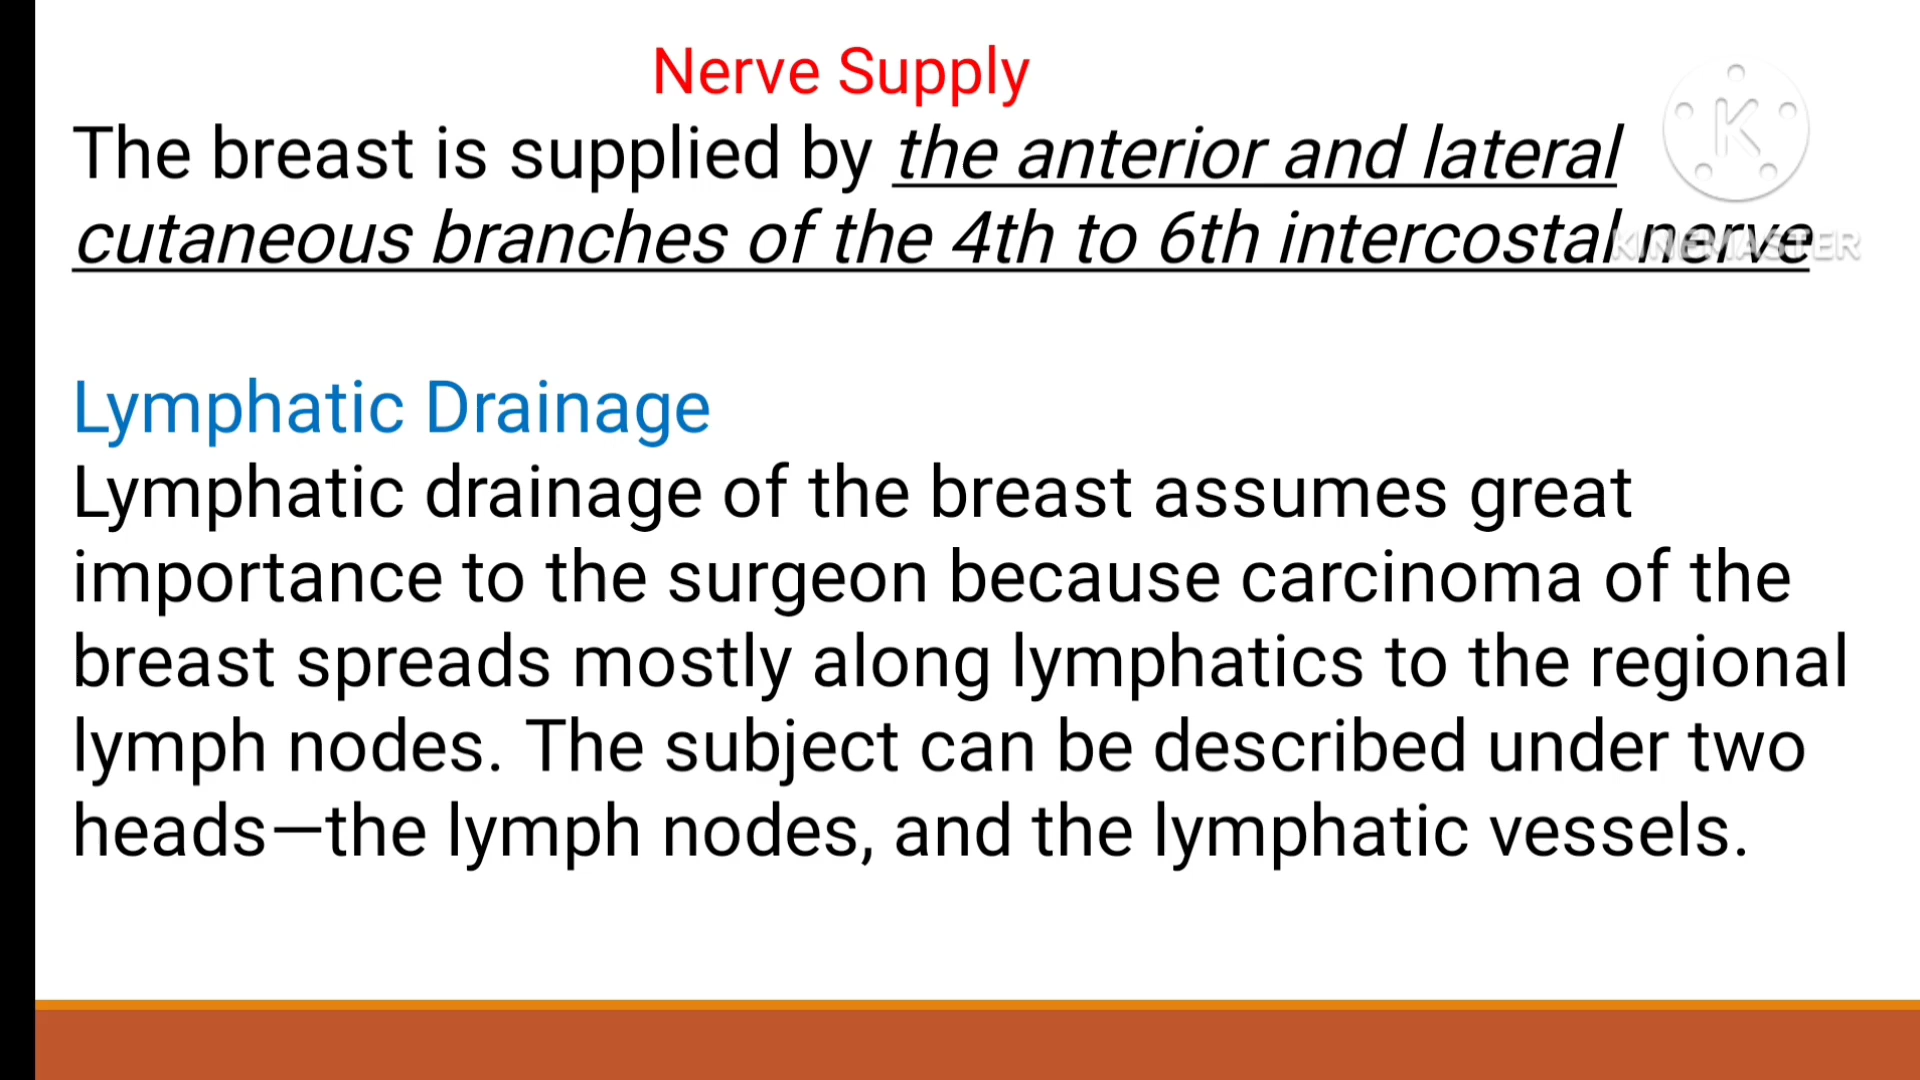 Nerve Supply
The breast is supplied by the anterior and lateral
cutaneous branches of the 4th to 6th intercostal nerve
K
KINEMASTER
Lymphatic Drainage
Lymphatic drainage of the breast assumes great
importance to the surgeon because carcinoma of the
breast spreads mostly along lymphatics to the regional
lymph nodes. The subject can be described under two
heads—the lymph nodes, and the lymphatic vessels.